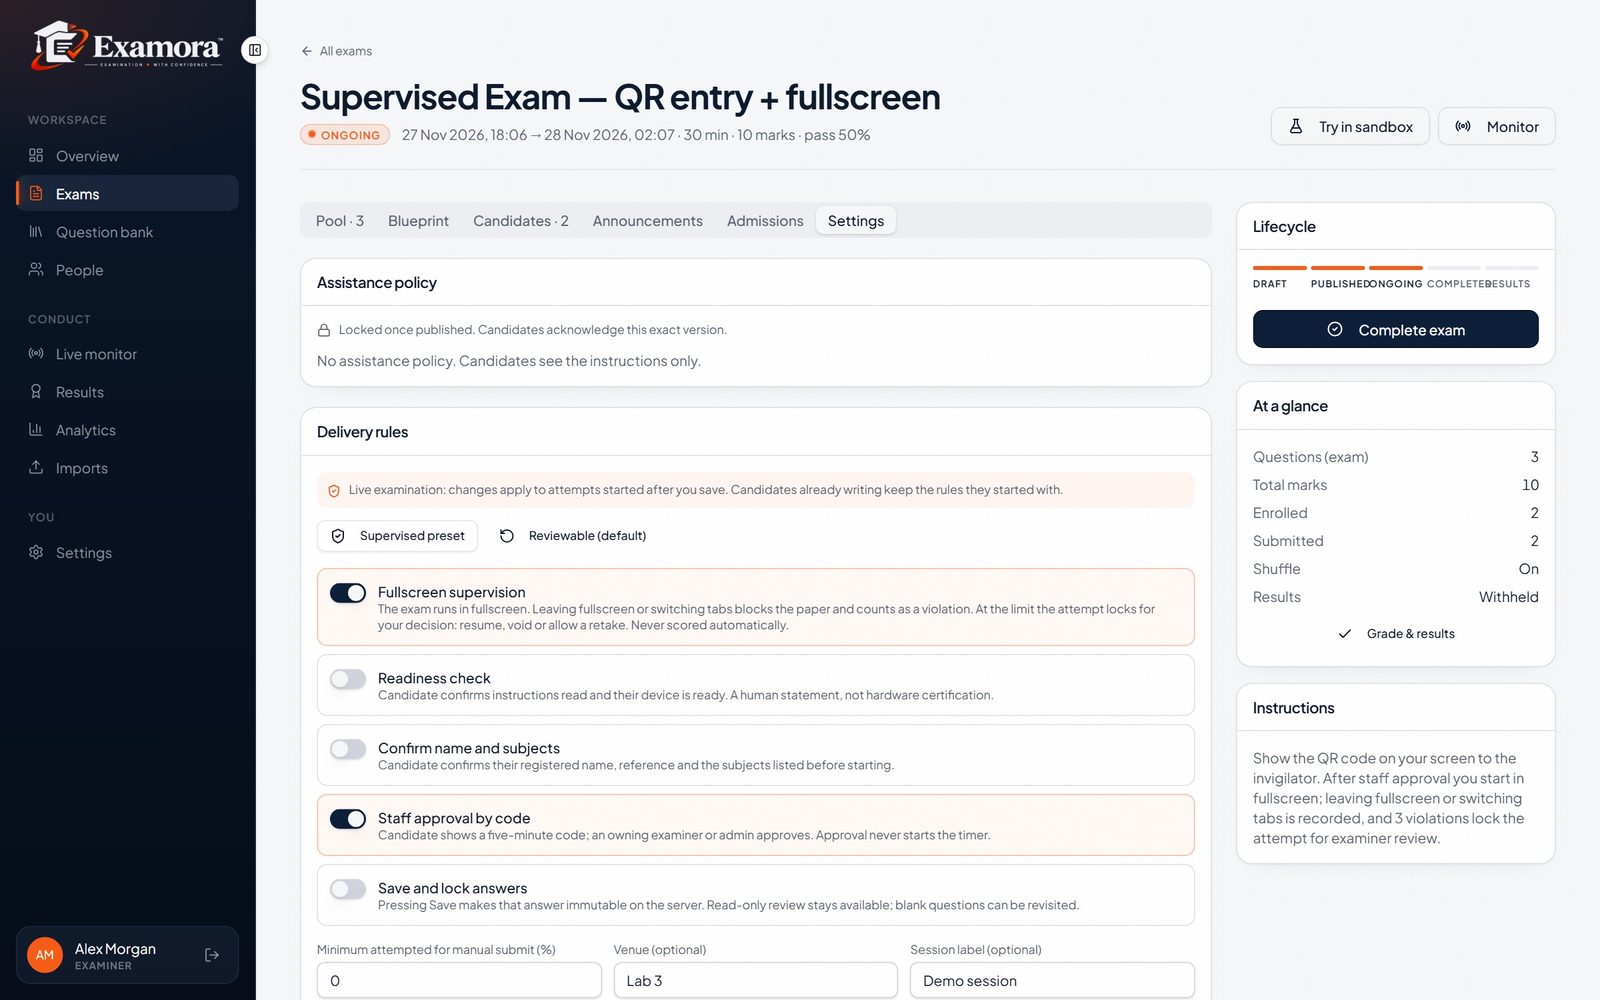 Examora™
EXAMINATION • WITH CONFIDENCE
WORKSPACE
Overview
Exams
Question bank
People
CONDUCT
Live monitor
Results
Analytics
Imports
YOU
Settings
AM
Alex Morgan
EXAMINER
All exams
Supervised Exam — QR entry + fullscreen
ONGOING
27 Nov 2026, 18:06 → 28 Nov 2026, 02:07 · 30 min · 10 marks · pass 50%
Try in sandbox
Monitor
Pool · 3
Blueprint
Candidates · 2
Announcements
Admissions
Settings
Assistance policy
Locked once published. Candidates acknowledge this exact version.
No assistance policy. Candidates see the instructions only.
Delivery rules
Live examination: changes apply to attempts started after you save. Candidates already writing keep the rules they started with.
Supervised preset
Reviewable (default)
Fullscreen supervision
The exam runs in fullscreen. Leaving fullscreen or switching tabs blocks the paper and counts as a violation. At the limit the attempt locks for
your decision: resume, void or allow a retake. Never scored automatically.
Readiness check
Candidate confirms instructions read and their device is ready. A human statement, not hardware certification.
Confirm name and subjects
Candidate confirms their registered name, reference and the subjects listed before starting.
Staff approval by code
Candidate shows a five-minute code; an owning examiner or admin approves. Approval never starts the timer.
Save and lock answers
Pressing Save makes that answer immutable on the server. Read-only review stays available; blank questions can be revisited.
Minimum attempted for manual submit (%)
0
Venue (optional)
Lab 3
Session label (optional)
Demo session
Lifecycle
DRAFT
PUBLISHED
ONGOING
COMPLETED
RESULTS
Complete exam
At a glance
Questions (exam) 3
Total marks 10
Enrolled 2
Submitted 2
Shuffle On
Results Withheld
Grade & results
Instructions
Show the QR code on your screen to the
invigilator. After staff approval you start in
fullscreen; leaving fullscreen or switching
tabs is recorded, and 3 violations lock the
attempt for examiner review.